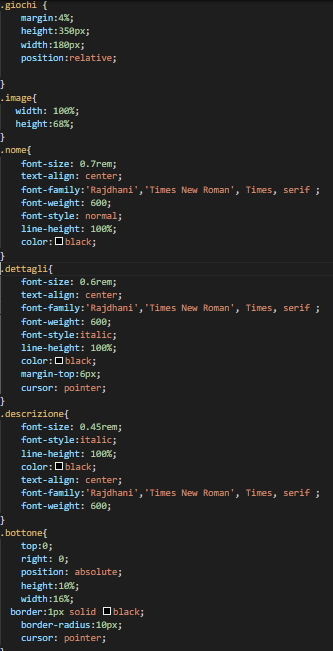 .giochi {
margin:4%;
height:350px;
width:180px;
position:relative;
}
.image{
width: 100%;
height:68%;
}
.nome{
font-size: 0.7rem;
text-align: center;
font-family:'Rajdhani','Times New Roman', Times, serif ;
font-weight: 600;
font-style: normal;
line-height: 100%;
color:black;
}
.dettagli{
font-size: 0.6rem;
text-align: center;
font-family:'Rajdhani','Times New Roman', Times, serif ;
font-weight: 600;
font-style:italic;
line-height: 100%;
color:black;
margin-top:6px;
cursor: pointer;
}
.descrizione{
font-size: 0.45rem;
font-style:italic;
line-height: 100%;
color:black;
text-align: center;
font-family:'Rajdhani','Times New Roman', Times, serif ;
font-weight: 600;
}
.bottone{
top:0;
right: 0;
position: absolute;
height:10%;
width:16%;
border:1px solid black;
border-radius:10px;
cursor: pointer;
}